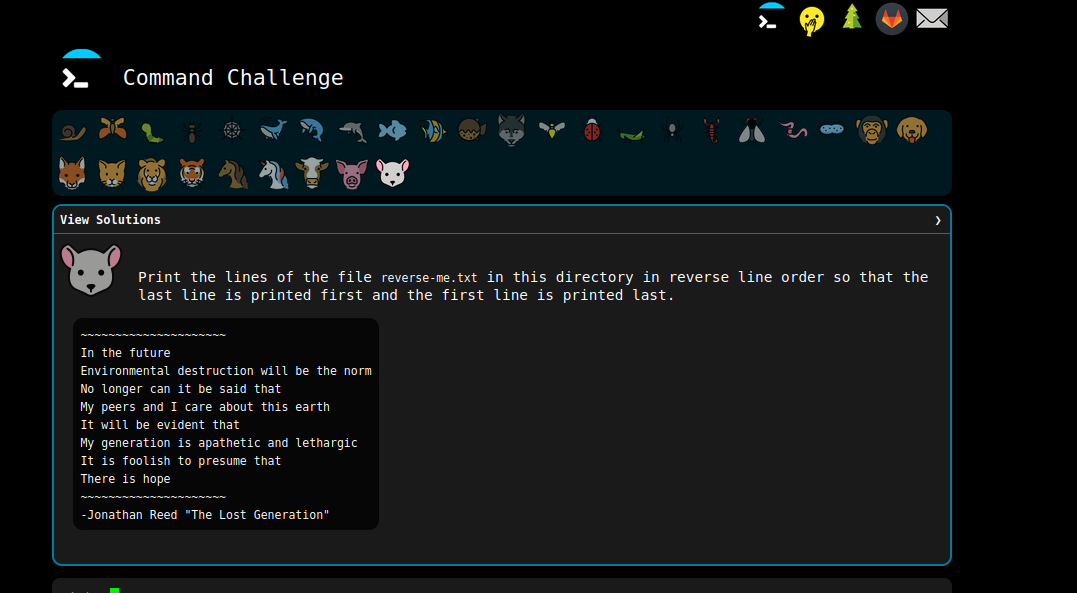 Command Challenge
View Solutions
Print the lines of the file reverse-me.txt in this directory in reverse line order so that the
last line is printed first and the first line is printed last.
~~~~~~~~~~~~~~~~~~~~~
In the future
Environmental destruction will be the norm
No longer can it be said that
My peers and I care about this earth
It will be evident that
My generation is apathetic and lethargic
It is foolish to presume that
There is hope
~~~~~~~~~~~~~~~~~~~~~
-Jonathan Reed "The Lost Generation"